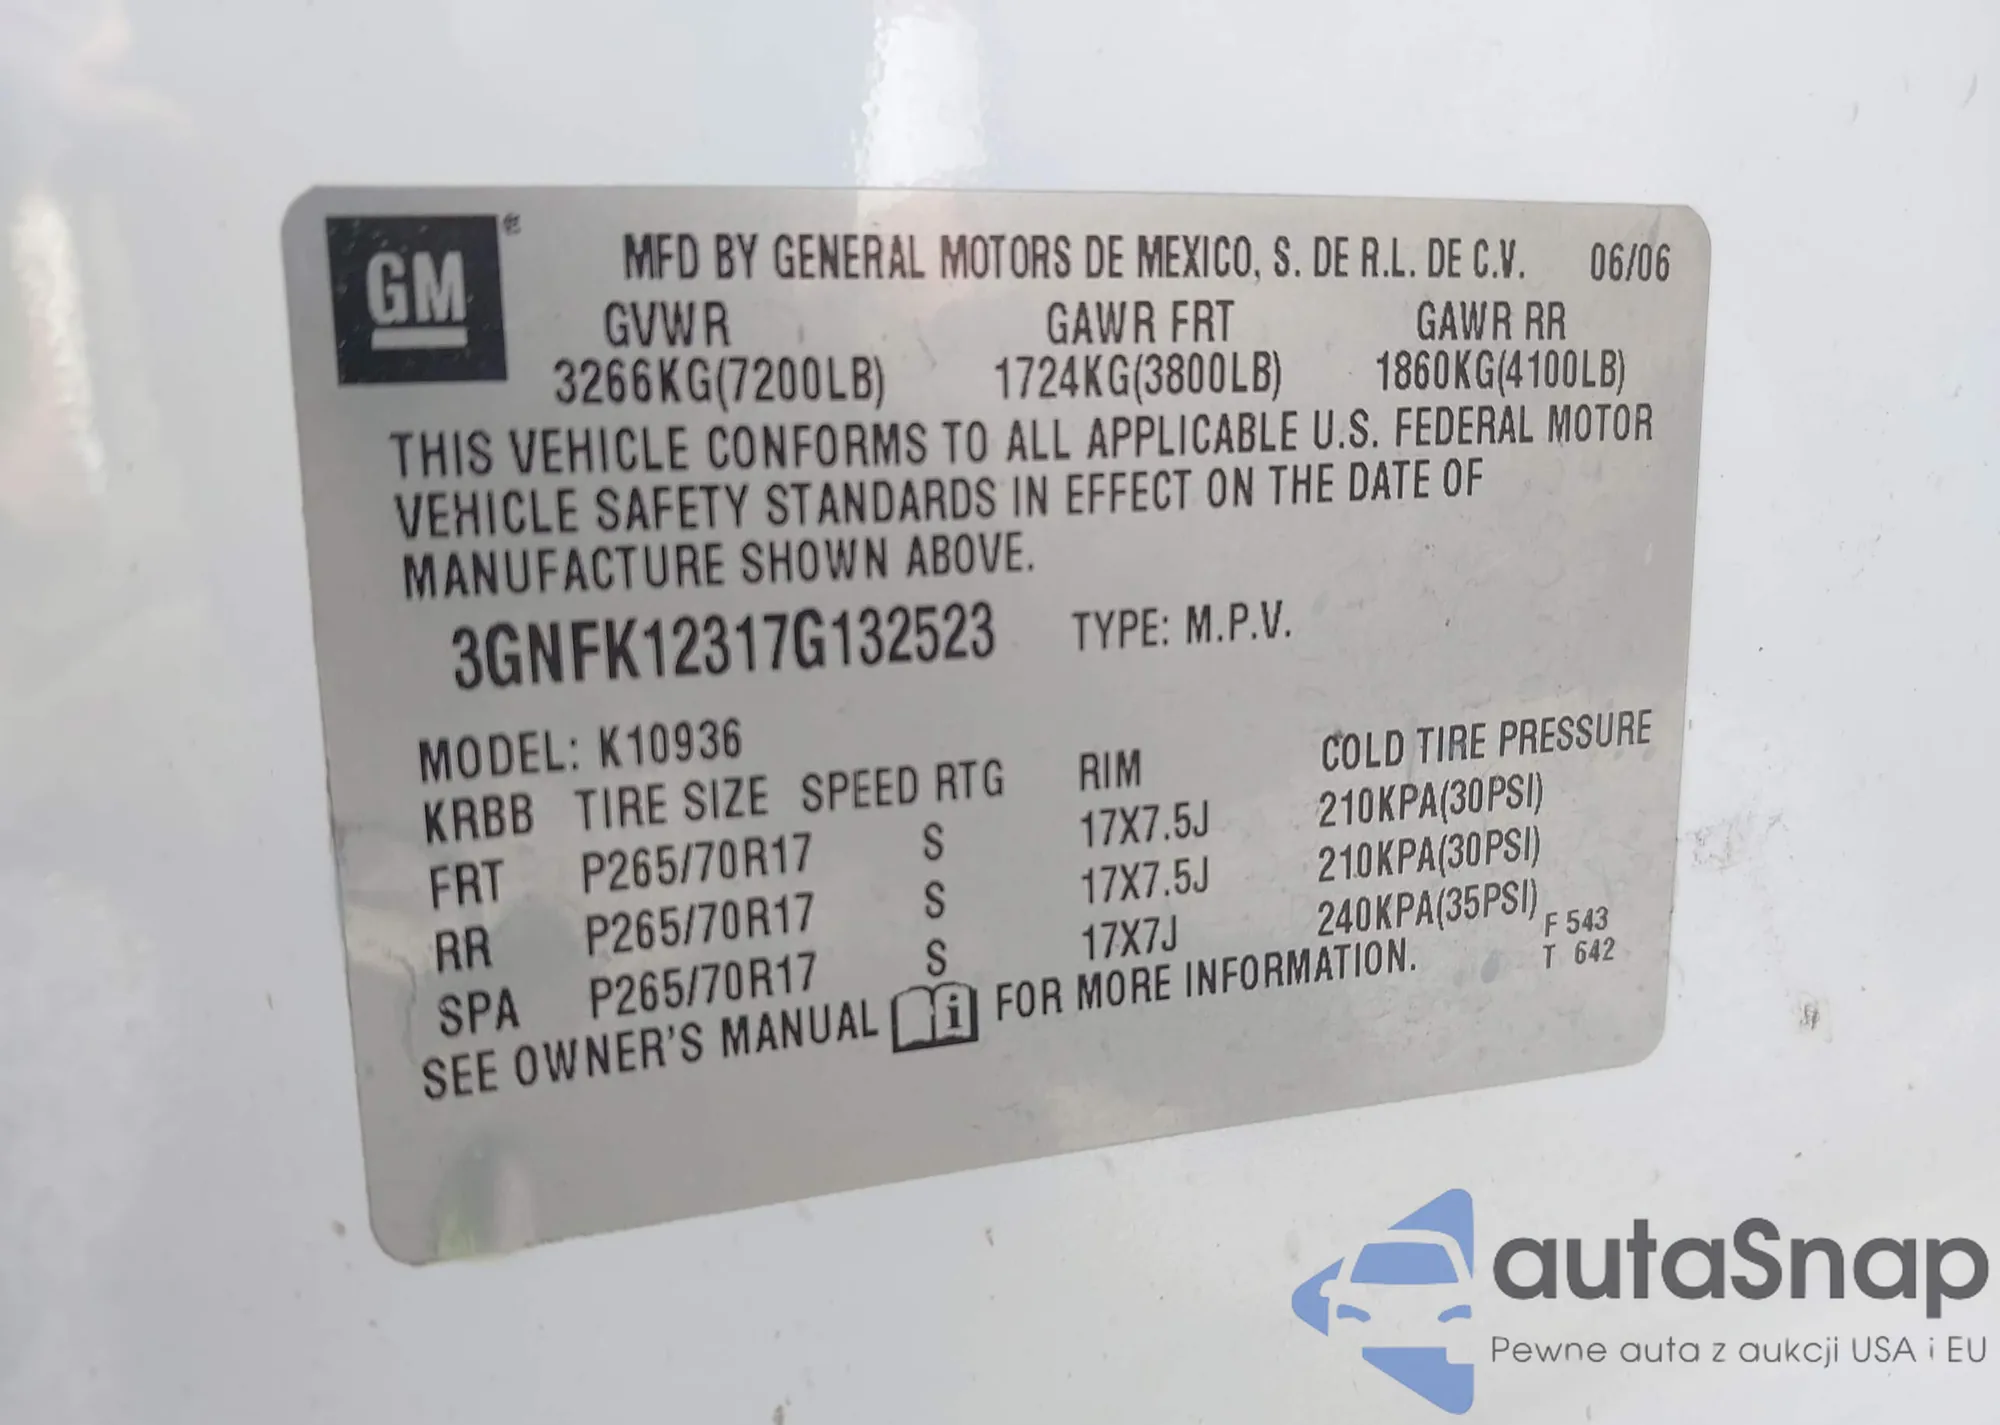 GM
MFD BY GENERAL MOTORS DE MEXICO, S. DE R.L. DE C.V. 06/06
GVWR GAWR FRT GAWR RR
3266KG(7200LB) 1724KG(3800LB) 1860KG(4100LB)
THIS VEHICLE CONFORMS TO ALL APPLICABLE U.S. FEDERAL MOTOR
VEHICLE SAFETY STANDARDS IN EFFECT ON THE DATE OF
MANUFACTURE SHOWN ABOVE.
3GNFK12317G132523 TYPE: M.P.V.
MODEL: K10936
KRBB TIRE SIZE SPEED RTG RIM COLD TIRE PRESSURE
FRT P265/70R17 S 17X7.5J 210KPA(30PSI)
RR P265/70R17 S 17X7.5J 210KPA(30PSI)
SPA P265/70R17 S 17X7J 240KPA(35PSI)
F 543
T 642
SEE OWNER'S MANUAL i FOR MORE INFORMATION.
autaSnap
Pewne auta z aukcji USA i EU